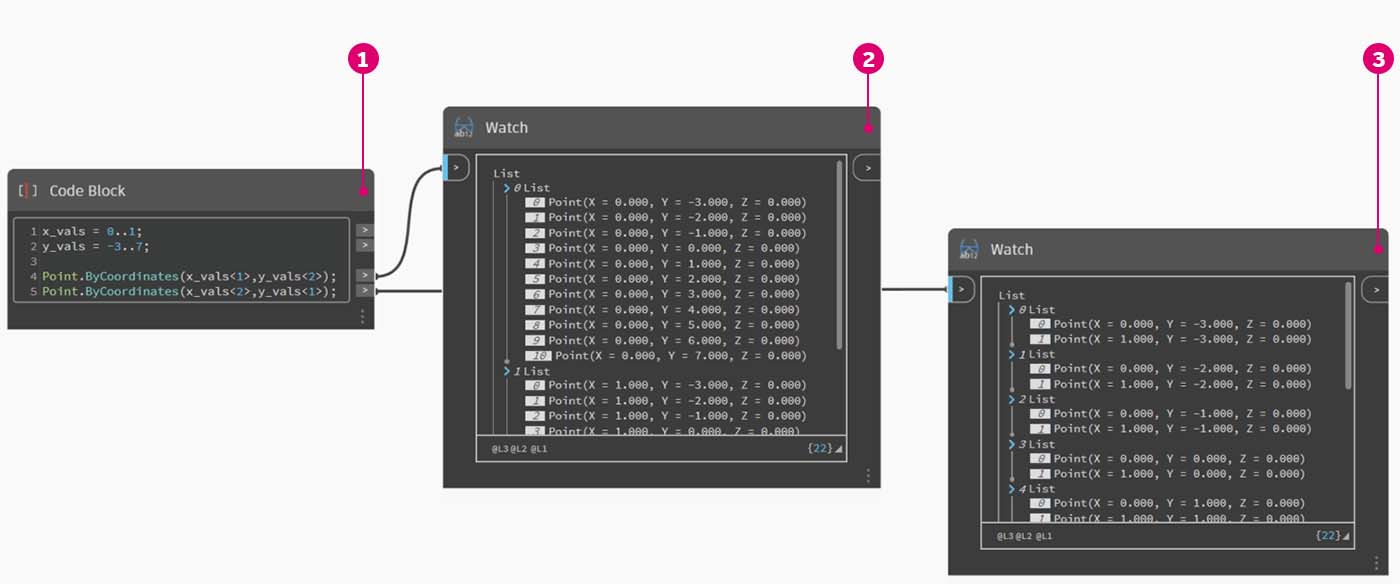 1
2
3
Code Block
1 x_vals = 0..1;
2 y_vals = -3..7;
3
4 Point.ByCoordinates(x_vals<1>,y_vals<2>);
5 Point.ByCoordinates(x_vals<2>,y_vals<1>);
>
>
>
>
ab12 Watch
>
>
List
0 List
0 Point(X = 0.000, Y = -3.000, Z = 0.000)
1 Point(X = 0.000, Y = -2.000, Z = 0.000)
2 Point(X = 0.000, Y = -1.000, Z = 0.000)
3 Point(X = 0.000, Y = 0.000, Z = 0.000)
4 Point(X = 0.000, Y = 1.000, Z = 0.000)
5 Point(X = 0.000, Y = 2.000, Z = 0.000)
6 Point(X = 0.000, Y = 3.000, Z = 0.000)
7 Point(X = 0.000, Y = 4.000, Z = 0.000)
8 Point(X = 0.000, Y = 5.000, Z = 0.000)
9 Point(X = 0.000, Y = 6.000, Z = 0.000)
10 Point(X = 0.000, Y = 7.000, Z = 0.000)
1 List
0 Point(X = 1.000, Y = -3.000, Z = 0.000)
1 Point(X = 1.000, Y = -2.000, Z = 0.000)
2 Point(X = 1.000, Y = -1.000, Z = 0.000)
3 Point(X = 1.000, Y = 0.000, Z = 0.000)
@L3 @L2 @L1 {22}
ab12 Watch
>
>
List
0 List
0 Point(X = 0.000, Y = -3.000, Z = 0.000)
1 Point(X = 1.000, Y = -3.000, Z = 0.000)
1 List
0 Point(X = 0.000, Y = -2.000, Z = 0.000)
1 Point(X = 1.000, Y = -2.000, Z = 0.000)
2 List
0 Point(X = 0.000, Y = -1.000, Z = 0.000)
1 Point(X = 1.000, Y = -1.000, Z = 0.000)
3 List
0 Point(X = 0.000, Y = 0.000, Z = 0.000)
1 Point(X = 1.000, Y = 0.000, Z = 0.000)
4 List
0 Point(X = 0.000, Y = 1.000, Z = 0.000)
1 Point(X = 1.000, Y = 1.000, Z = 0.000)
@L3 @L2 @L1 {22}